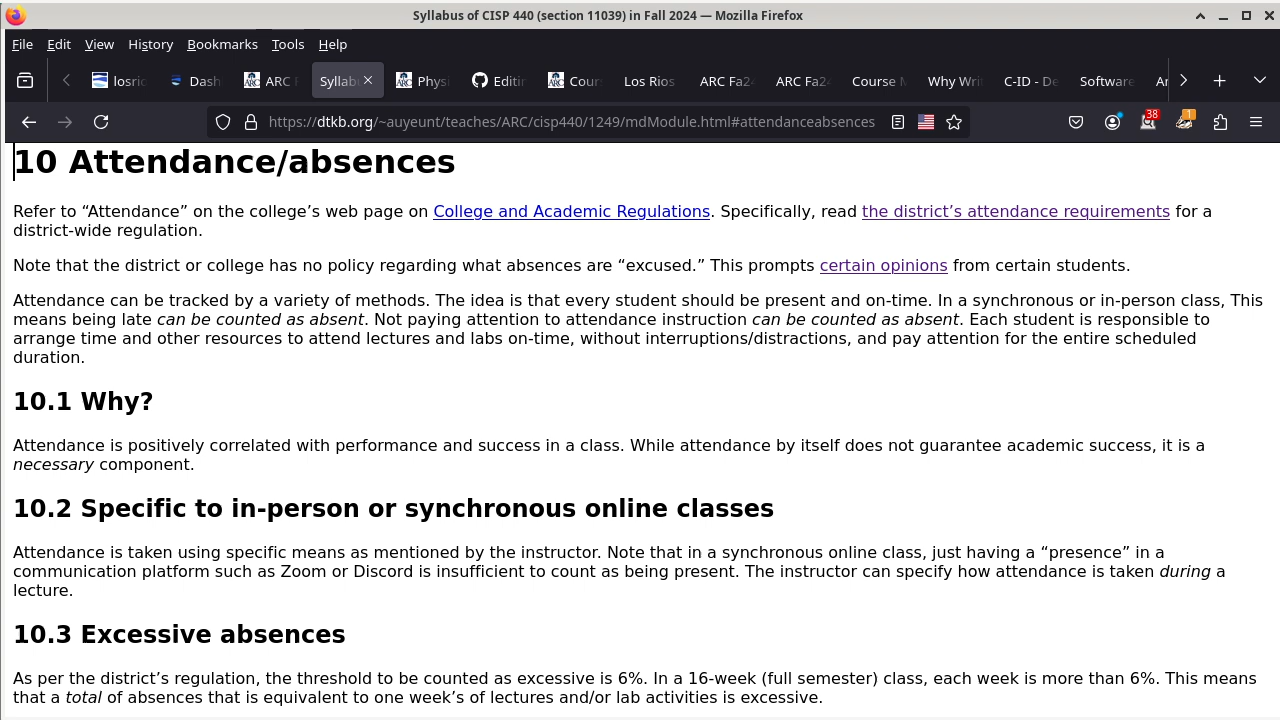 Syllabus of CISP 440 (section 11039) in Fall 2024 — Mozilla Firefox
File Edit View History Bookmarks Tools Help
losrio Dash ARC F Syllab Physi Editin Cour Los Rios ARC Fa24 ARC Fa24 Course M Why Writ C-ID - De Software Ar
https://dtkb.org/~auyeunt/teaches/ARC/cisp440/1249/mdModule.html#attendanceabsences 38 1
10 Attendance/absences
Refer to “Attendance” on the college’s web page on College and Academic Regulations. Specifically, read the district’s attendance requirements for a
district-wide regulation.
Note that the district or college has no policy regarding what absences are “excused.” This prompts certain opinions from certain students.
Attendance can be tracked by a variety of methods. The idea is that every student should be present and on-time. In a synchronous or in-person class, This
means being late can be counted as absent. Not paying attention to attendance instruction can be counted as absent. Each student is responsible to
arrange time and other resources to attend lectures and labs on-time, without interruptions/distractions, and pay attention for the entire scheduled
duration.
10.1 Why?
Attendance is positively correlated with performance and success in a class. While attendance by itself does not guarantee academic success, it is a
necessary component.
10.2 Specific to in-person or synchronous online classes
Attendance is taken using specific means as mentioned by the instructor. Note that in a synchronous online class, just having a “presence” in a
communication platform such as Zoom or Discord is insufficient to count as being present. The instructor can specify how attendance is taken during a
lecture.
10.3 Excessive absences
As per the district’s regulation, the threshold to be counted as excessive is 6%. In a 16-week (full semester) class, each week is more than 6%. This means
that a total of absences that is equivalent to one week’s of lectures and/or lab activities is excessive.